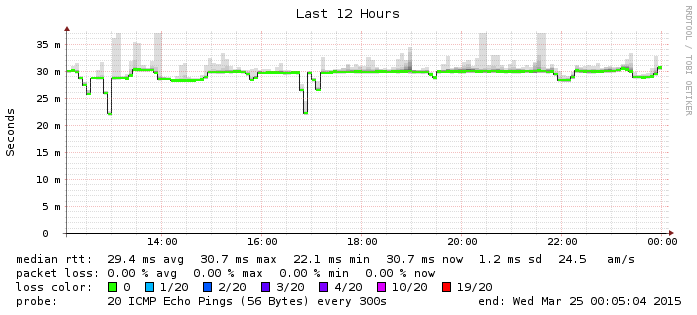 Last 12 Hours
RRDTOOL / TOBI OETIKER
Seconds
35 m
30 m
25 m
20 m
15 m
10 m
5 m
0
14:00 16:00 18:00 20:00 22:00 00:00
median rtt: 29.4 ms avg 30.7 ms max 22.1 ms min 30.7 ms now 1.2 ms sd 24.5 am/s
packet loss: 0.00 % avg 0.00 % max 0.00 % min 0.00 % now
loss color: 0 1/20 2/20 3/20 4/20 10/20 19/20
probe: 20 ICMP Echo Pings (56 Bytes) every 300s end: Wed Mar 25 00:05:04 2015